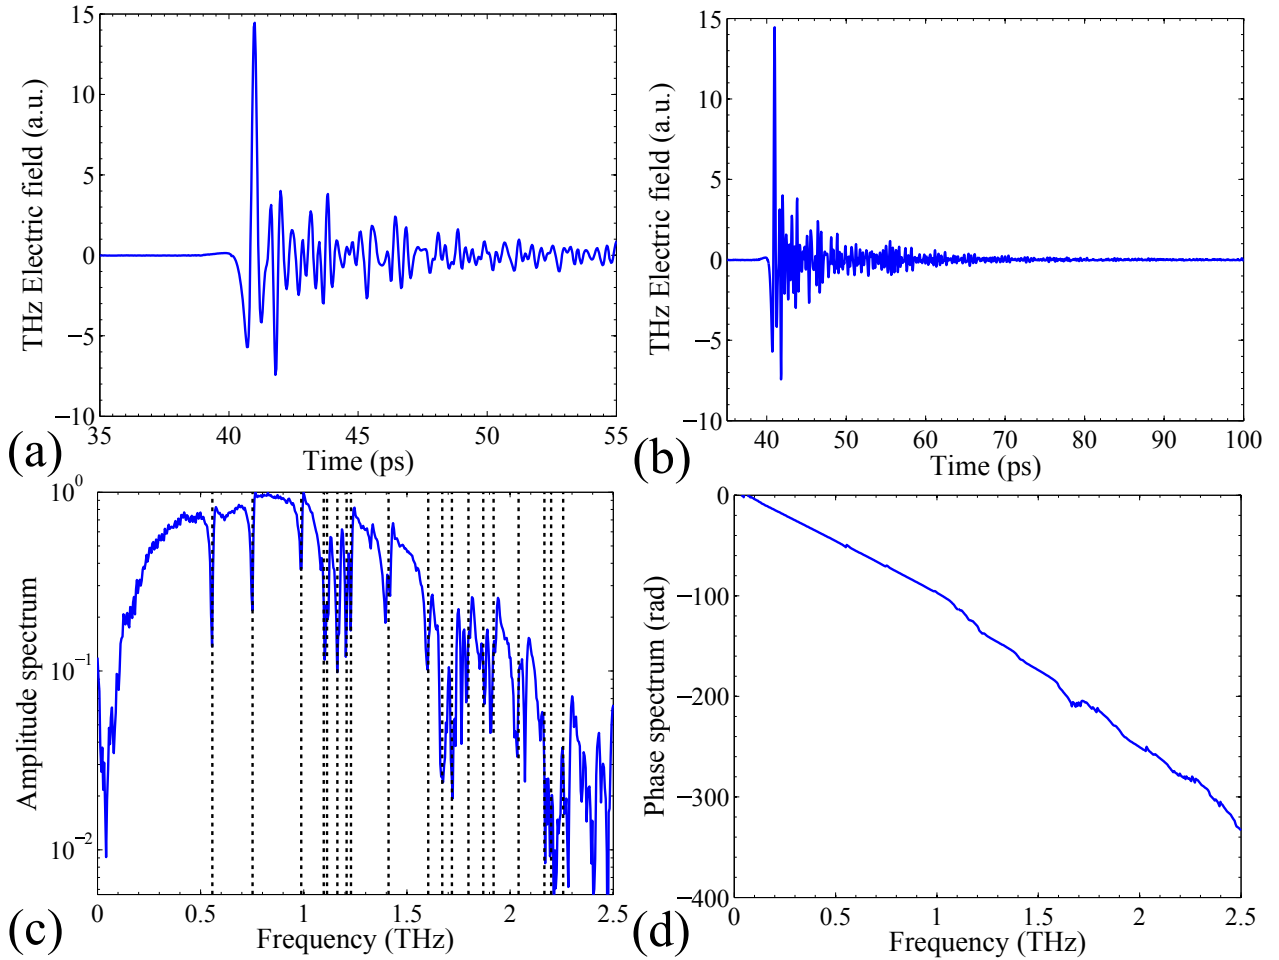 15
10
5
0
−5
−10
THz Electric field (a.u.)
35 40 45 50 55
Time (ps)
(a)
15
10
5
0
−5
−10
THz Electric field (a.u.)
40 50 60 70 80 90 100
Time (ps)
(b)
10^0
10^−1
10^−2
Amplitude spectrum
0 0.5 1 1.5 2 2.5
Frequency (THz)
(c)
0
−100
−200
−300
−400
Phase spectrum (rad)
0 0.5 1 1.5 2 2.5
Frequency (THz)
(d)